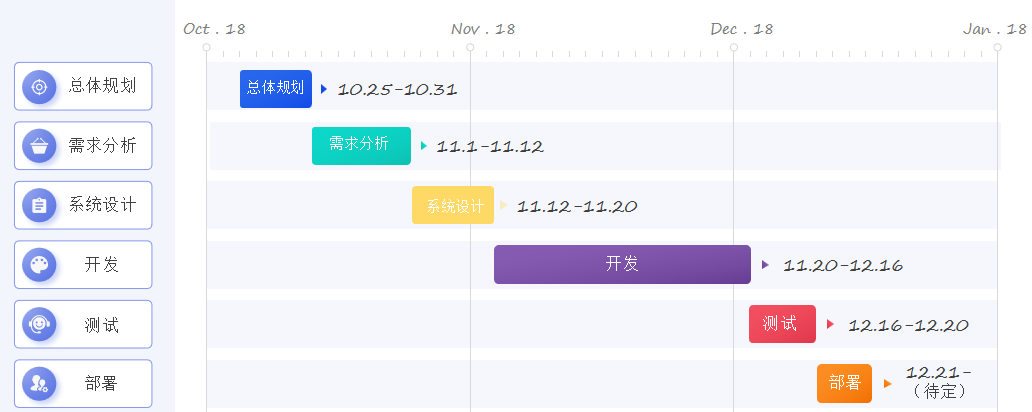 Oct . 18
Nov . 18
Dec . 18
Jan . 18
总体规划
总体规划
10.25-10.31
需求分析
需求分析
11.1-11.12
系统设计
系统设计
11.12-11.20
开发
开发
11.20-12.16
测试
测试
12.16-12.20
部署
部署
12.21-
（待定）